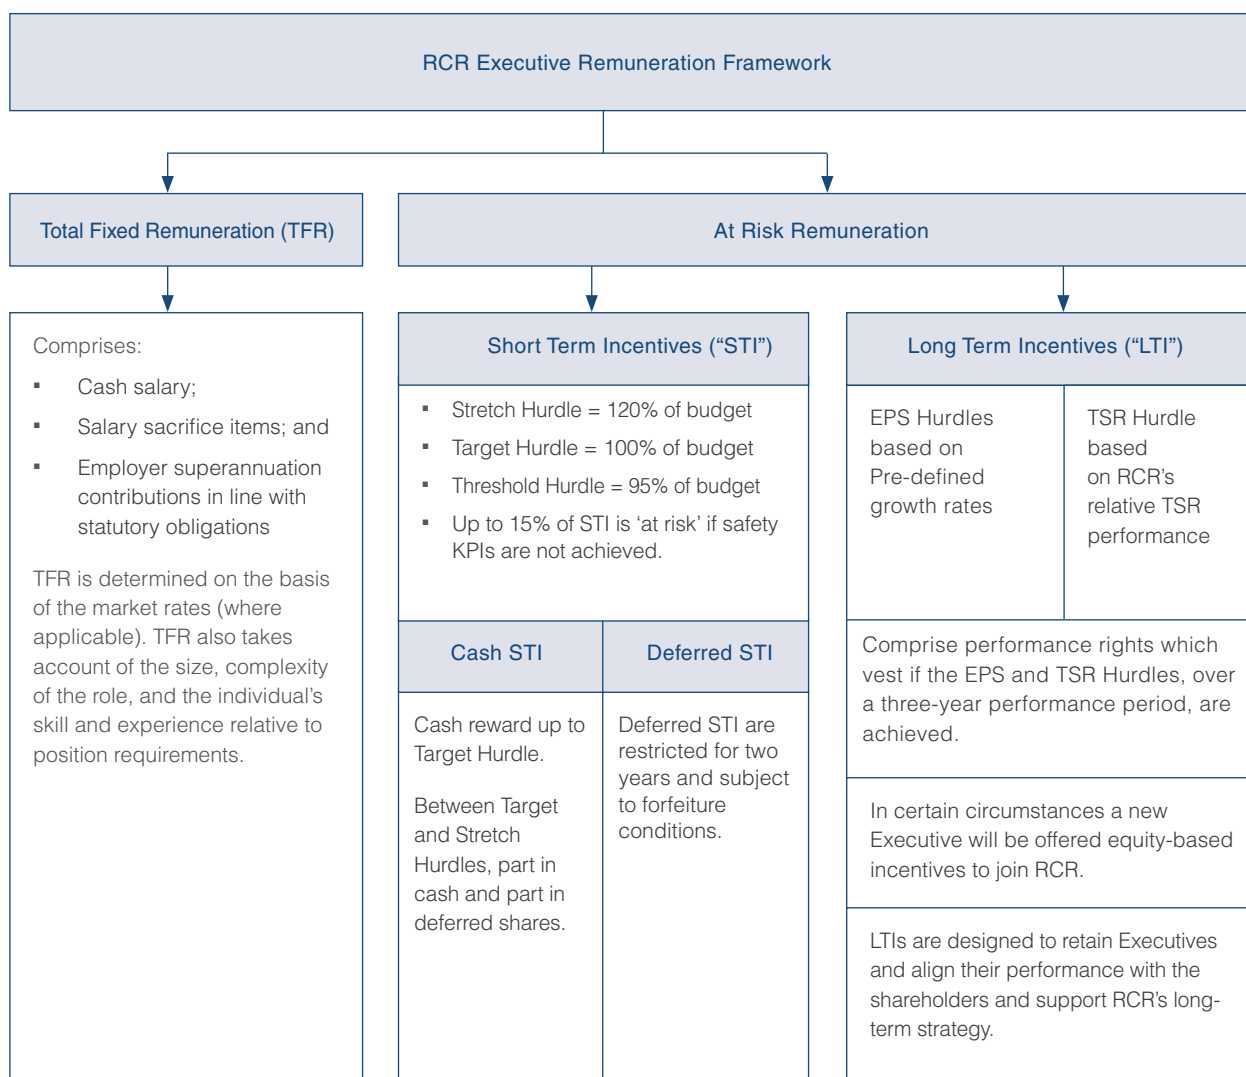 RCR Executive Remuneration Framework
Total Fixed Remuneration (TFR)
At Risk Remuneration
Comprises:
▪ Cash salary;
▪ Salary sacrifice items; and
▪ Employer superannuation
contributions in line with
statutory obligations
TFR is determined on the basis
of the market rates (where
applicable). TFR also takes
account of the size, complexity
of the role, and the individual’s
skill and experience relative to
position requirements.
Short Term Incentives (“STI”)
▪ Stretch Hurdle = 120% of budget
▪ Target Hurdle = 100% of budget
▪ Threshold Hurdle = 95% of budget
▪ Up to 15% of STI is ‘at risk’ if safety
KPIs are not achieved.
Cash STI
Cash reward up to
Target Hurdle.
Between Target
and Stretch
Hurdles, part in
cash and part in
deferred shares.
Deferred STI
Deferred STI are
restricted for two
years and subject
to forfeiture
conditions.
Long Term Incentives (“LTI”)
EPS Hurdles
based on
Pre-defined
growth rates
TSR Hurdle
based
on RCR’s
relative TSR
performance
Comprise performance rights which
vest if the EPS and TSR Hurdles, over
a three-year performance period, are
achieved.
In certain circumstances a new
Executive will be offered equity-based
incentives to join RCR.
LTIs are designed to retain Executives
and align their performance with the
shareholders and support RCR’s long-
term strategy.